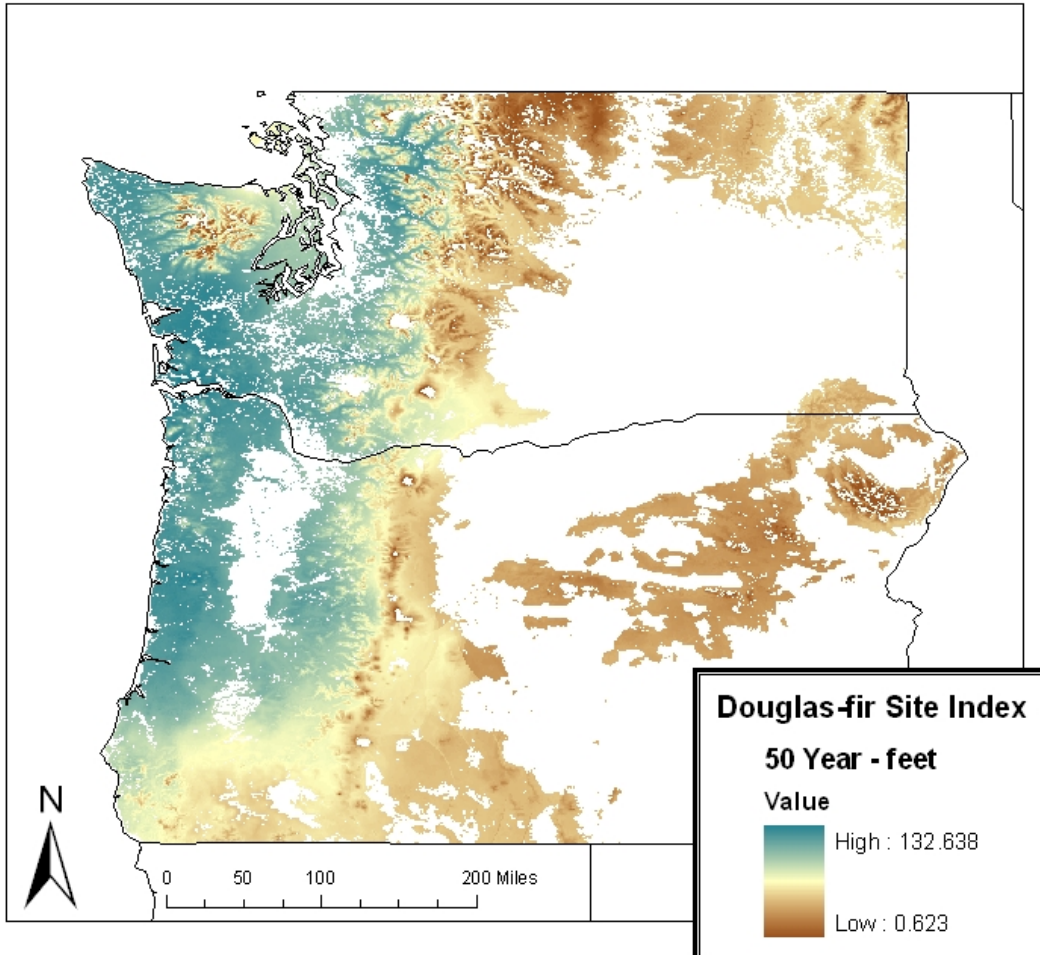 N
0 50 100 200 Miles
Douglas-fir Site Index
50 Year - feet
Value
High : 132.638
Low : 0.623